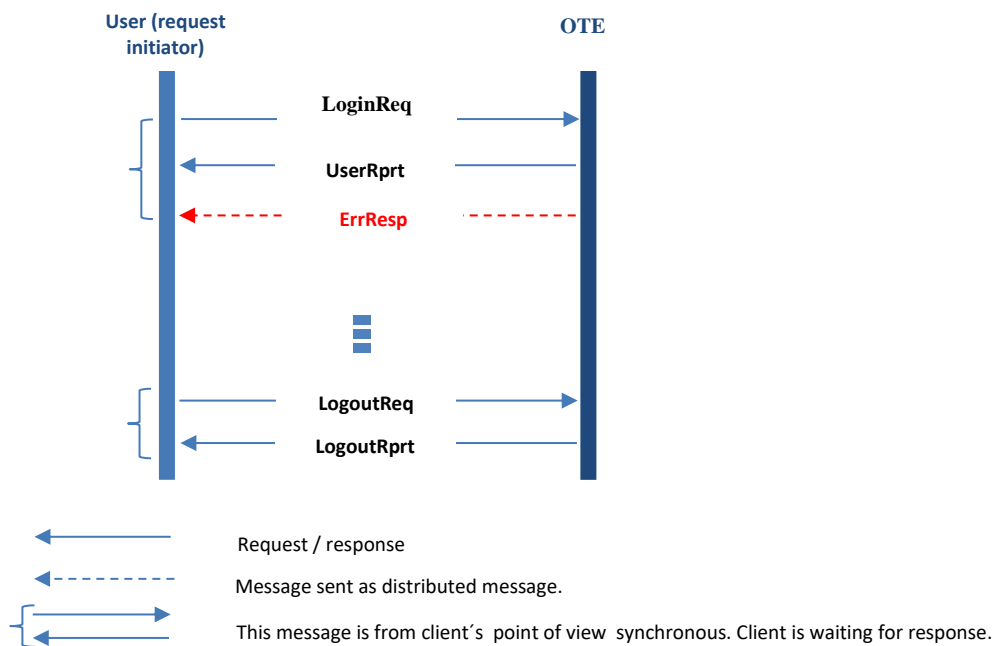 User (request
initiator)
OTE
LoginReq
UserRprt
ErrResp
LogoutReq
LogoutRprt
Request / response
Message sent as distributed message.
This message is from client´s point of view synchronous. Client is waiting for response.